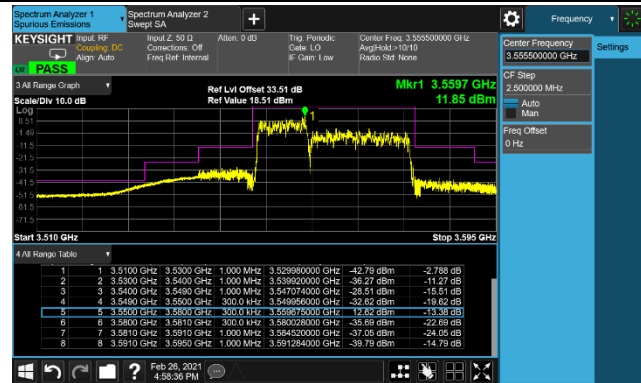 Spectrum Analyzer 1
Spurious Emissions
Spectrum Analyzer 2
Swept SA
Frequency
KEYSIGHT
Input: RF
Coupling: DC
Align: Auto
Input Z: 50 Ω
Corrections: Off
Freq Ref: Internal
Atten: 0 dB
Trig: Periodic
Gate: LO
IF Gain: Low
Center Freq: 3.555500000 GHz
Avg|Hold:>10/10
Radio Std: None
PASS
Center Frequency
3.555500000 GHz
Settings
CF Step
2.500000 MHz
Auto
Man
Freq Offset
0 Hz
3 All Range Graph
Ref Lvl Offset 33.51 dB
Mkr1 3.5597 GHz
Scale/Div 10.0 dB
Ref Value 18.51 dBm
11.85 dBm
Log
8.51
-1.49
-11.5
-21.5
-31.5
-41.5
-51.5
-61.5
-71.5
1
Start 3.510 GHz
Stop 3.595 GHz
4 All Range Table
1 1 3.5100 GHz 3.5300 GHz 1.000 MHz 3.529980000 GHz -42.79 dBm -2.788 dB
2 2 3.5300 GHz 3.5400 GHz 1.000 MHz 3.539920000 GHz -36.27 dBm -11.27 dB
3 3 3.5400 GHz 3.5490 GHz 1.000 MHz 3.547074000 GHz -28.51 dBm -15.51 dB
4 4 3.5490 GHz 3.5500 GHz 300.0 kHz 3.549956000 GHz -32.62 dBm -19.62 dB
5 5 3.5500 GHz 3.5800 GHz 300.0 kHz 3.559675000 GHz 12.62 dBm -13.38 dB
6 6 3.5800 GHz 3.5810 GHz 300.0 kHz 3.580028000 GHz -35.69 dBm -22.69 dB
7 7 3.5810 GHz 3.5910 GHz 1.000 MHz 3.584520000 GHz -37.05 dBm -24.05 dB
8 8 3.5910 GHz 3.5950 GHz 1.000 MHz 3.591284000 GHz -39.79 dBm -14.79 dB
Feb 26, 2021
4:58:36 PM